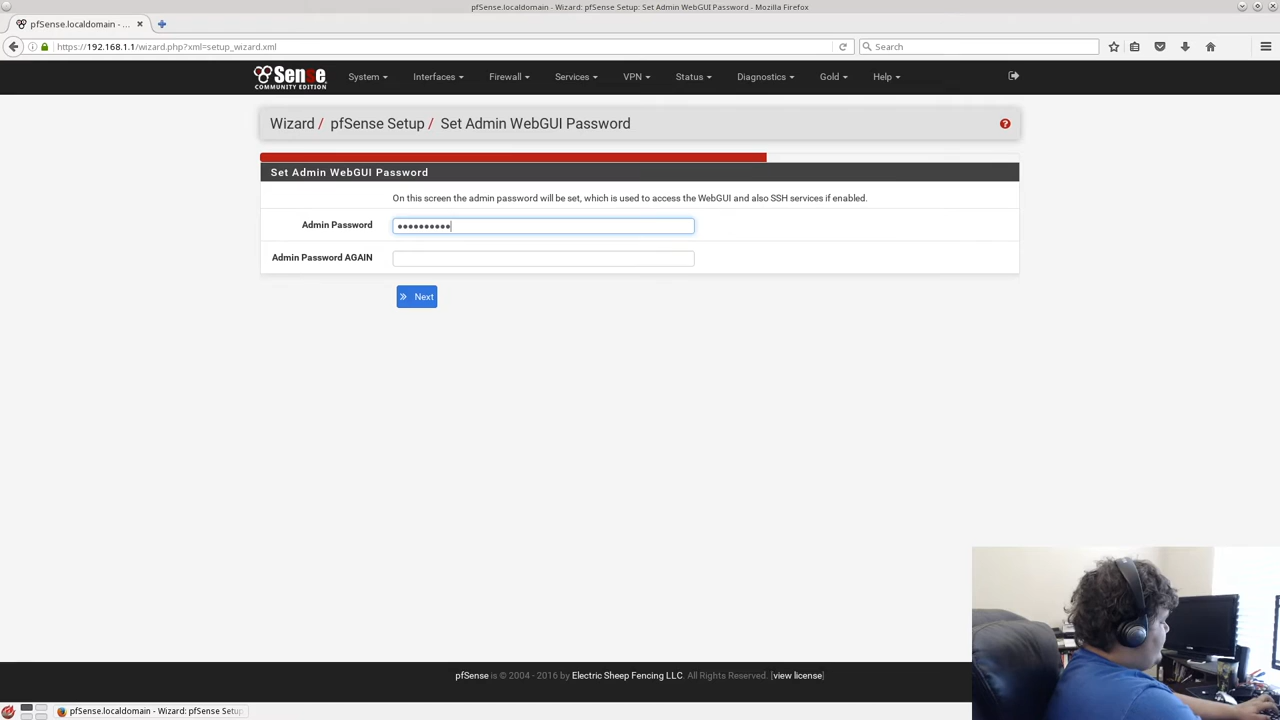 pfSense.localdomain - Wizard: pfSense Setup: Set Admin WebGUI Password - Mozilla Firefox
pfSense.localdomain - ...
https://192.168.1.1/wizard.php?xml=setup_wizard.xml
Search
Sense
COMMUNITY EDITION
System
Interfaces
Firewall
Services
VPN
Status
Diagnostics
Gold
Help
Wizard / pfSense Setup / Set Admin WebGUI Password
Set Admin WebGUI Password
On this screen the admin password will be set, which is used to access the WebGUI and also SSH services if enabled.
Admin Password
••••••••••
Admin Password AGAIN
Next
pfSense is © 2004 - 2016 by Electric Sheep Fencing LLC. All Rights Reserved. [view license]
pfSense.localdomain - Wizard: pfSense Setup